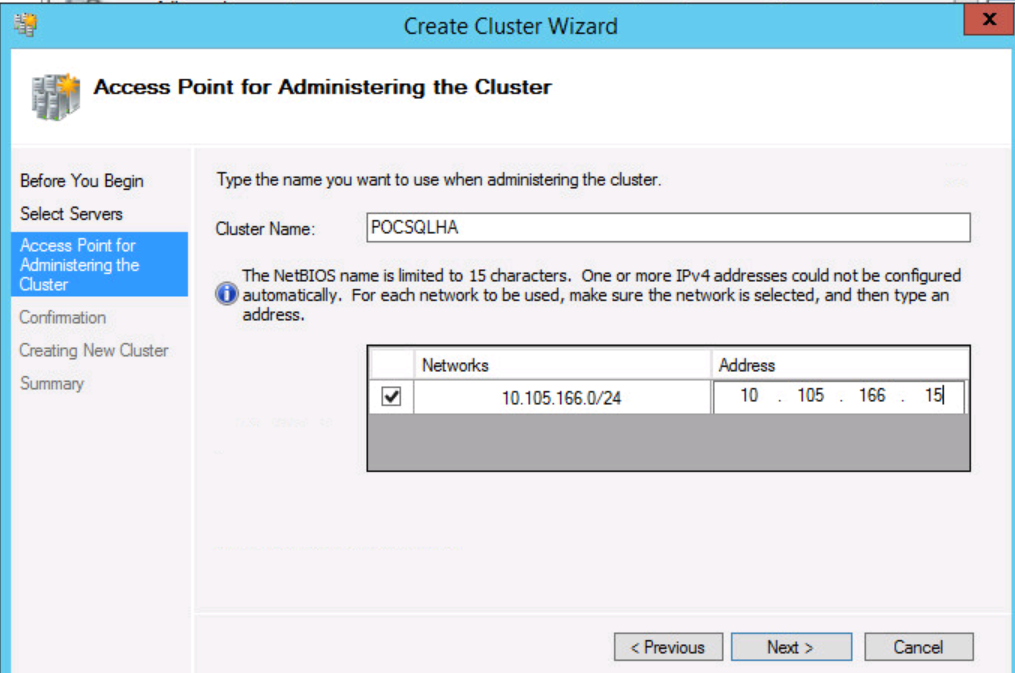 Create Cluster Wizard
x
Access Point for Administering the Cluster
Before You Begin
Select Servers
Access Point for
Administering the
Cluster
Confirmation
Creating New Cluster
Summary
Type the name you want to use when administering the cluster.
Cluster Name:
POCSQLHA
The NetBIOS name is limited to 15 characters.  One or more IPv4 addresses could not be configured
automatically.  For each network to be used, make sure the network is selected, and then type an
address.
Networks Address
10.105.166.0/24 10 . 105 . 166 . 15
< Previous Next > Cancel